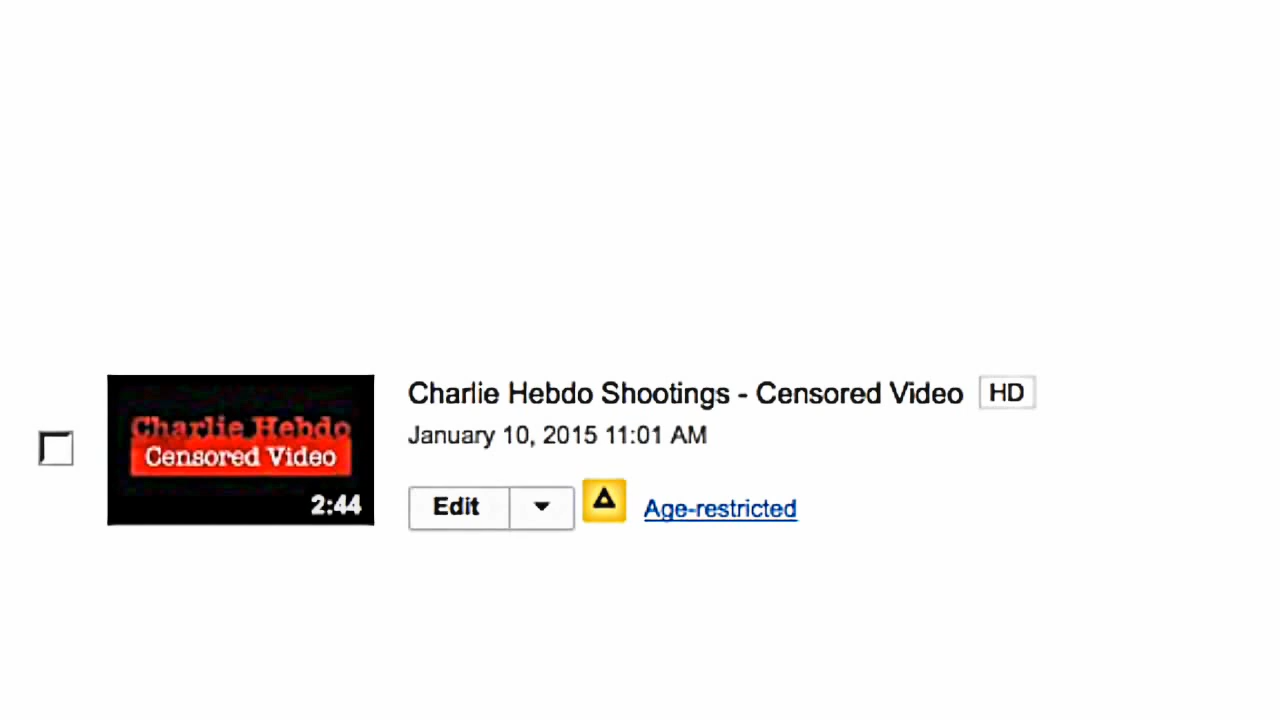 Charlie Hebdo
Censored Video
2:44
Charlie Hebdo Shootings - Censored Video HD
January 10, 2015 11:01 AM
Edit
Age-restricted